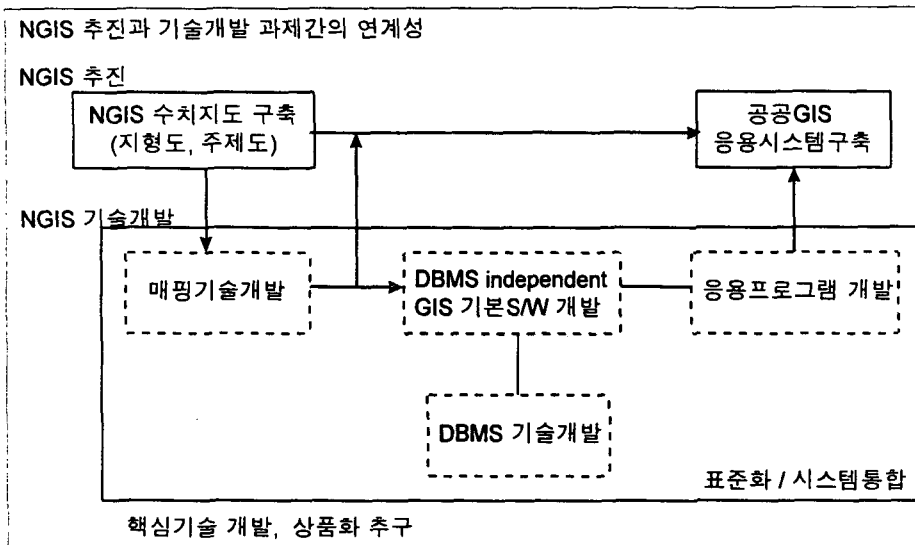 NGIS 추진과 기술개발 과제간의 연계성
NGIS 추진
NGIS 수치지도 구축
(지형도, 주제도)
공공GIS
응용시스템구축
NGIS 기술개발
매핑기술개발
DBMS independent
GIS 기본S/W 개발
응용프로그램 개발
DBMS 기술개발
표준화 / 시스템통합
핵심기술 개발, 상품화 추구